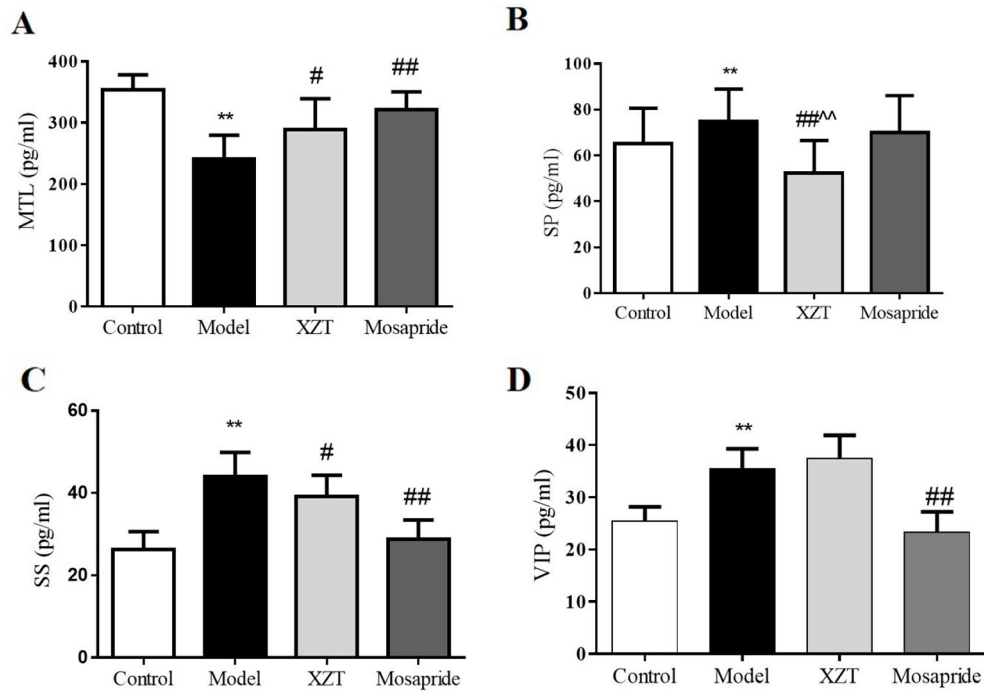 A
MTL (pg/ml)
400
300
200
100
0
**
#
##
Control Model XZT Mosapride
B
SP (pg/ml)
100
80
60
40
20
0
**
##^^
Control Model XZT Mosapride
C
SS (pg/ml)
60
40
20
0
**
#
##
Control Model XZT Mosapride
D
VIP (pg/ml)
50
40
30
20
10
0
**
##
Control Model XZT Mosapride